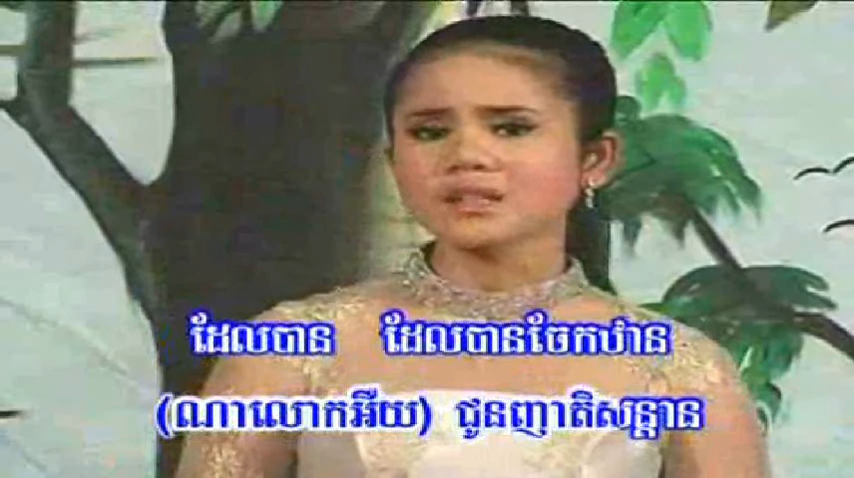 ដែលបាន ដែលបានចែកឋាន
(ណាលោកអឺយ) ជូនញាតិសន្តាន